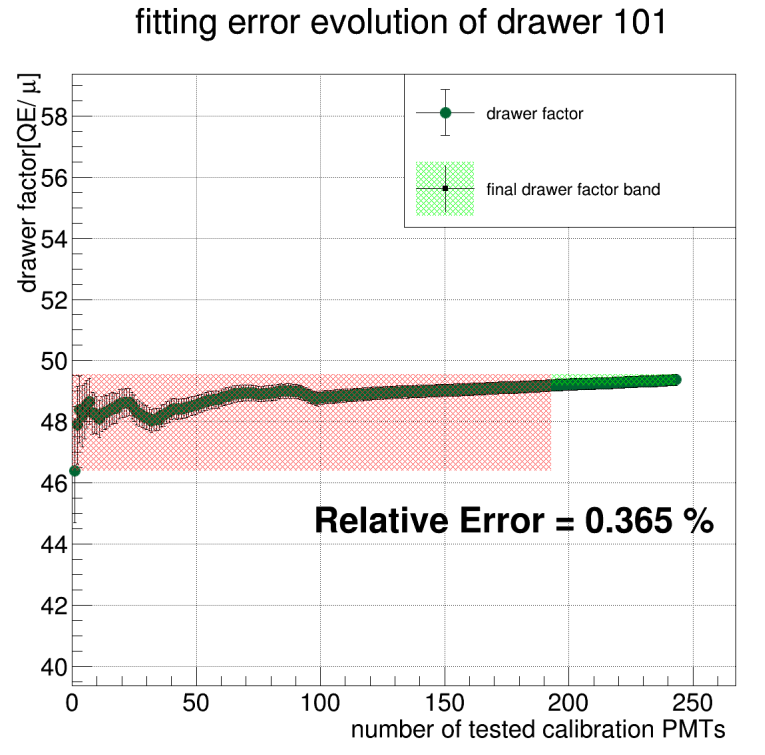 fitting error evolution of drawer 101
drawer factor[QE/ μ]
58
56
54
52
50
48
46
44
42
40
drawer factor
final drawer factor band
Relative Error = 0.365 %
0 50 100 150 200 250
number of tested calibration PMTs